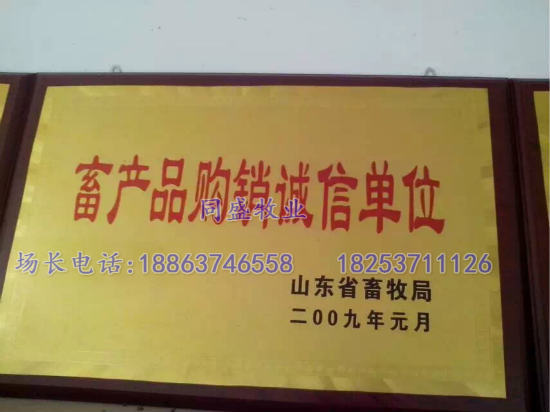 畜产品购销诚信单位
同盛牧业
场长电话:18863746558 18253711126
山东省畜牧局
二00九年元月